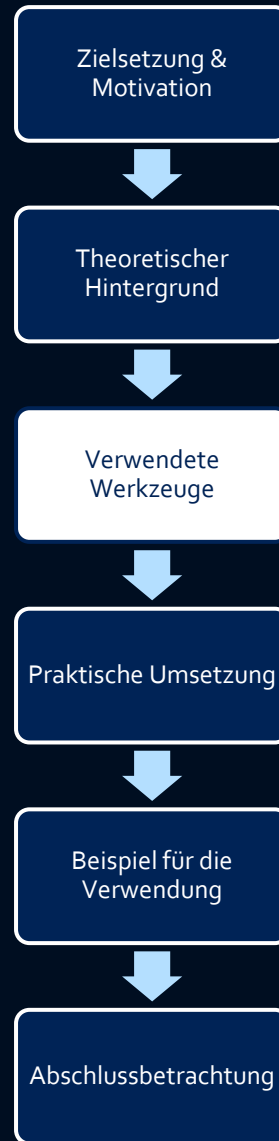 Zielsetzung &
Motivation
Theoretischer
Hintergrund
Verwendete
Werkzeuge
Praktische Umsetzung
Beispiel für die
Verwendung
Abschlussbetrachtung